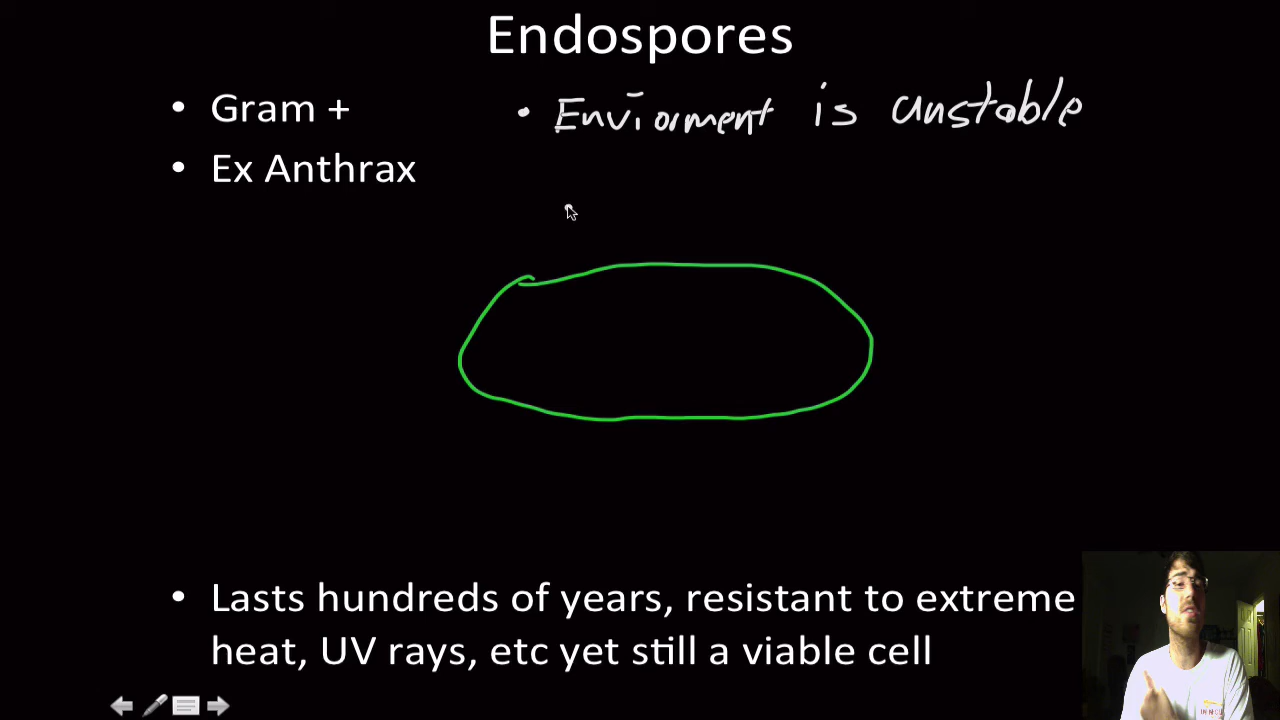 Endospores
• Gram +
• Ex Anthrax
• Enviorment is unstable
• Lasts hundreds of years, resistant to extreme
heat, UV rays, etc yet still a viable cell